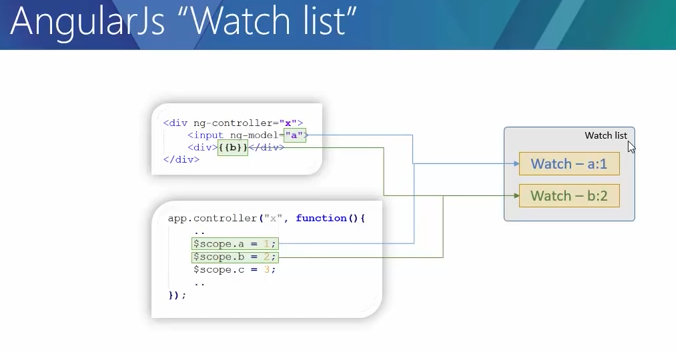 AngularJs “Watch list”
<div ng-controller="x">
<input ng-model="a">
<div>{{b}}</div>
</div>
Watch list
Watch – a:1
Watch – b:2
app.controller("x", function(){
..
$scope.a = 1;
$scope.b = 2;
$scope.c = 3;
..
});